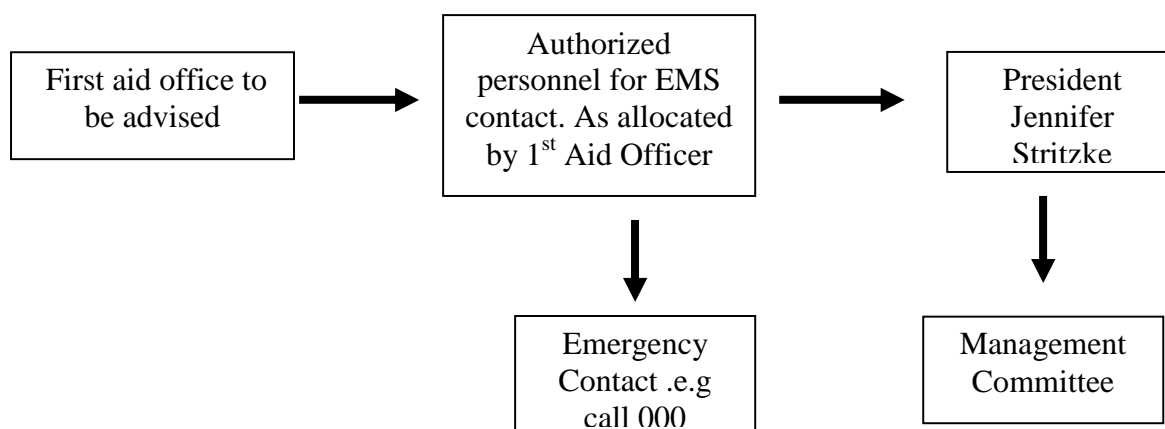 First aid office to
be advised
Authorized
personnel for EMS
contact. As allocated
by 1st Aid Officer
President
Jennifer
Stritzke
Emergency
Contact .e.g
call 000
Management
Committee